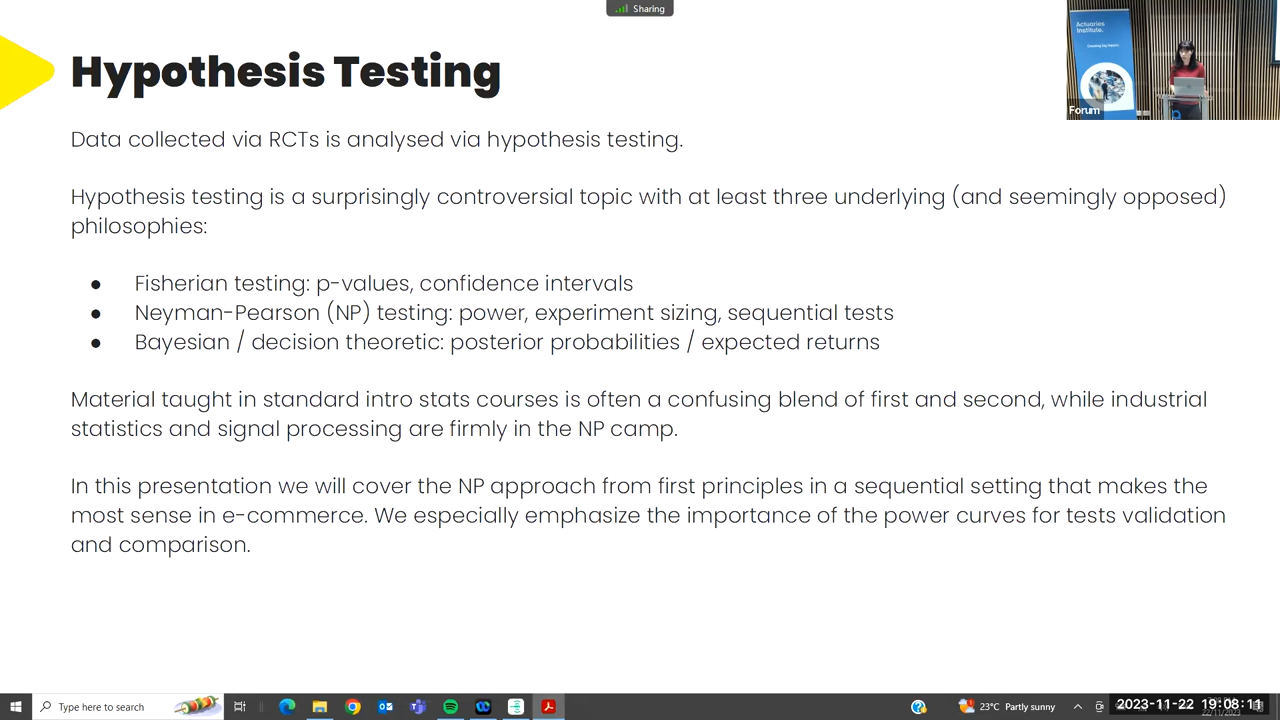 Sharing
Actuaries
Institute.
Forum
Hypothesis Testing
Data collected via RCTs is analysed via hypothesis testing.
Hypothesis testing is a surprisingly controversial topic with at least three underlying (and seemingly opposed)
philosophies:
● Fisherian testing: p-values, confidence intervals
● Neyman-Pearson (NP) testing: power, experiment sizing, sequential tests
● Bayesian / decision theoretic: posterior probabilities / expected returns
Material taught in standard intro stats courses is often a confusing blend of first and second, while industrial
statistics and signal processing are firmly in the NP camp.
In this presentation we will cover the NP approach from first principles in a sequential setting that makes the
most sense in e-commerce. We especially emphasize the importance of the power curves for tests validation
and comparison.
Type here to search
23°C Partly sunny
2023-11-22 19:08:11